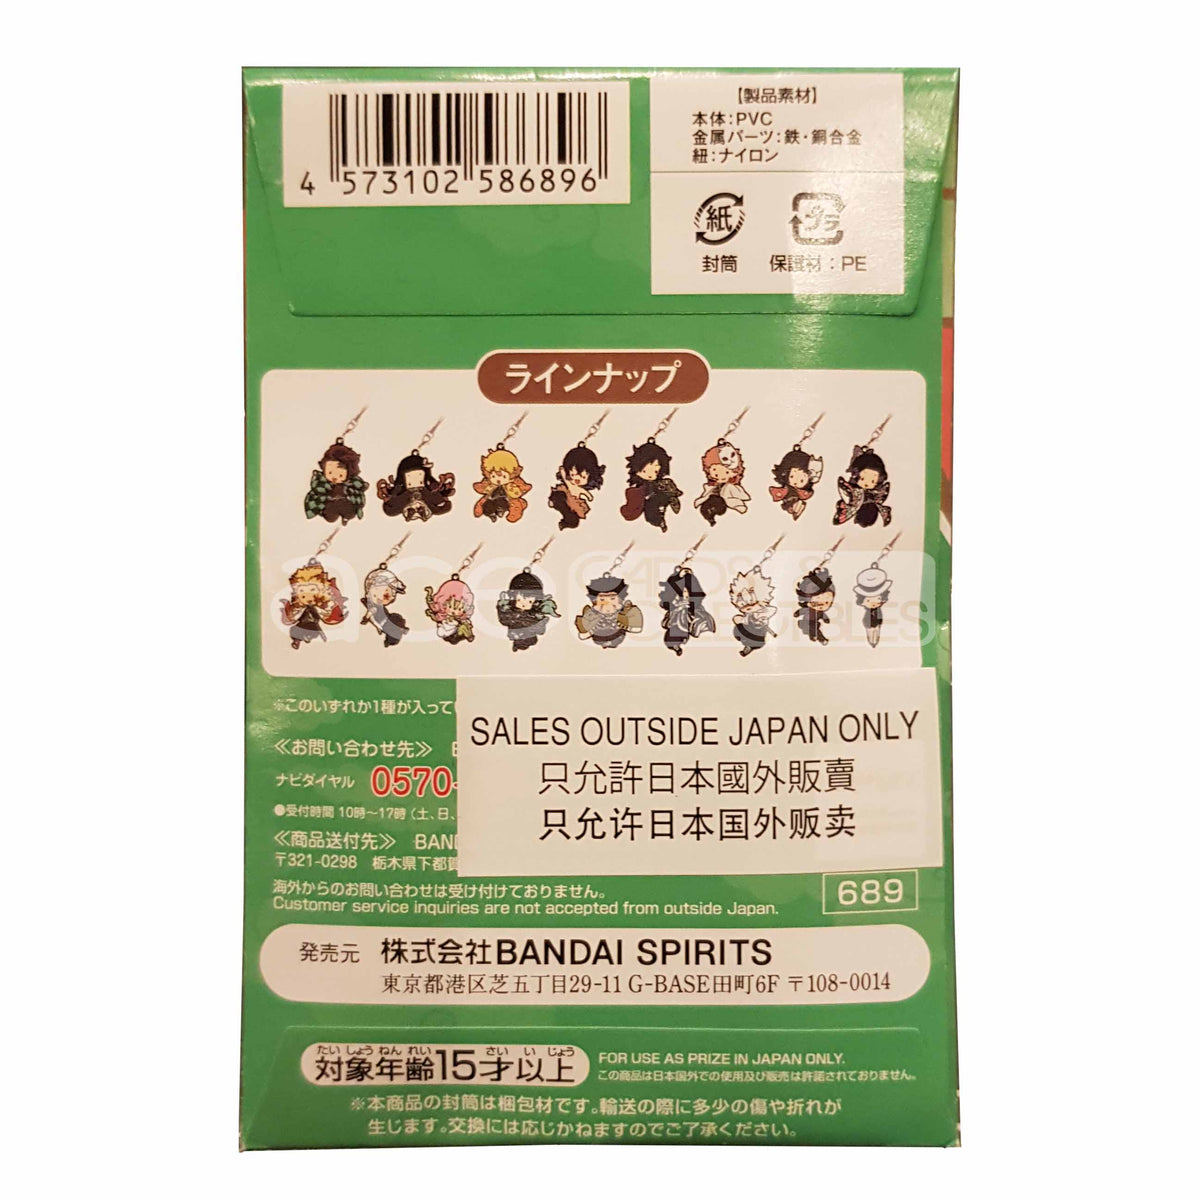 4 573102 586896
【製品素材】
本体:PVC
金属パーツ:鉄・銅合金
紐:ナイロン
紙 プラ
封筒 保護材:PE
ラインナップ
ace CARDS & COLLECTIBLES
※このいずれか1種が入って
SALES OUTSIDE JAPAN ONLY
只允許日本國外販賣
只允许日本国外贩卖
≪お問い合わせ先≫
ナビダイヤル 0570-
●受付時間 10時～17時(土、日、
≪商品送付先≫ BAND
〒321-0298 栃木県下都賀
海外からのお問い合わせは受け付けておりません。
Customer service inquiries are not accepted from outside Japan.
689
発売元 株式会社BANDAI SPIRITS
東京都港区芝五丁目29-11 G-BASE田町6F 〒108-0014
たいしょうねんれい さいいじょう
対象年齢15才以上
FOR USE AS PRIZE IN JAPAN ONLY.
この商品は日本国外での使用及び販売は許諾されておりません。
※本商品の封筒は梱包材です。輸送の際に多少の傷や折れが
生じます。交換には応じかねますのでご了承ください。